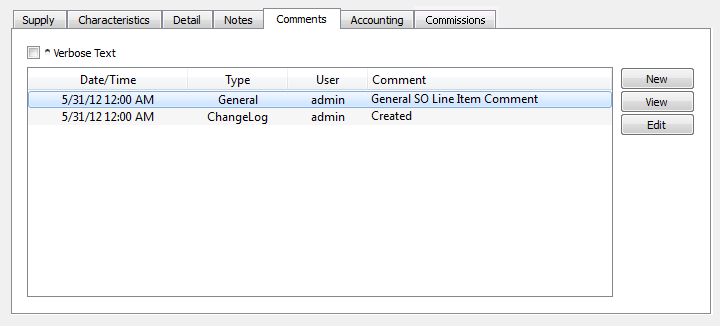 Supply Characteristics Detail Notes Comments Accounting Commissions
^ Verbose Text
Date/Time Type User Comment
5/31/12 12:00 AM General admin General SO Line Item Comment
5/31/12 12:00 AM ChangeLog admin Created
New
View
Edit